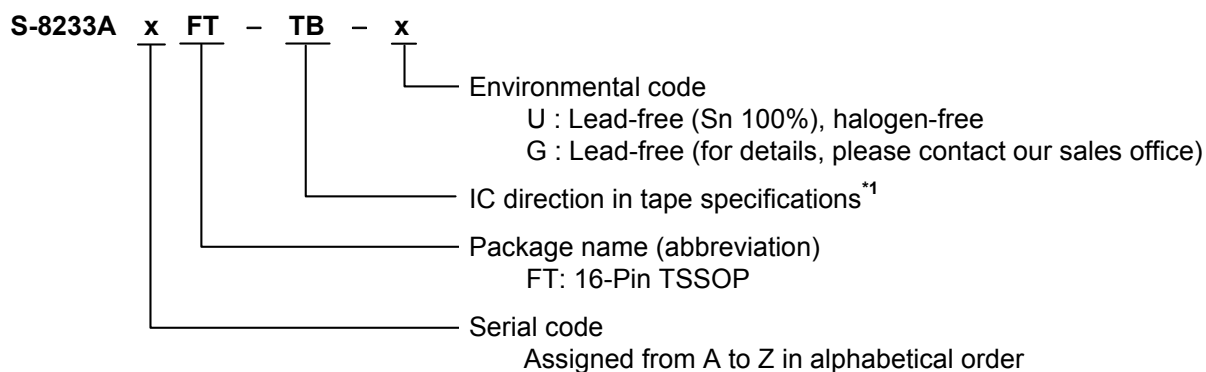 S-8233A x FT – TB – x
Environmental code
U : Lead-free (Sn 100%), halogen-free
G : Lead-free (for details, please contact our sales office)
IC direction in tape specifications*1
Package name (abbreviation)
FT: 16-Pin TSSOP
Serial code
Assigned from A to Z in alphabetical order